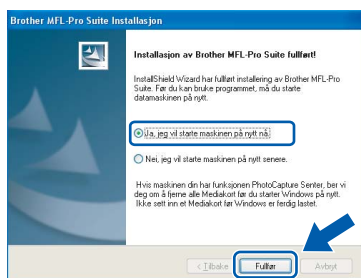 Brother MFL-Pro Suite Installasjon
Installasjon av Brother MFL-Pro Suite fullført!
InstallShield Wizard har fullført installering av Brother MFL-Pro
Suite. Før du kan bruke programmet, må du starte
datamaskinen på nytt.
Ja, jeg vil starte maskinen på nytt nå.
Nei, jeg vil starte maskinen på nytt senere.
Hvis maskinen din har funksjonen PhotoCapture Center, ber vi
deg om å fjerne alle Mediakort før du starter Windows på nytt.
Ikke sett inn et Mediakort før Windows er ferdig lastet.
< Tilbake Fullfør Avbryt